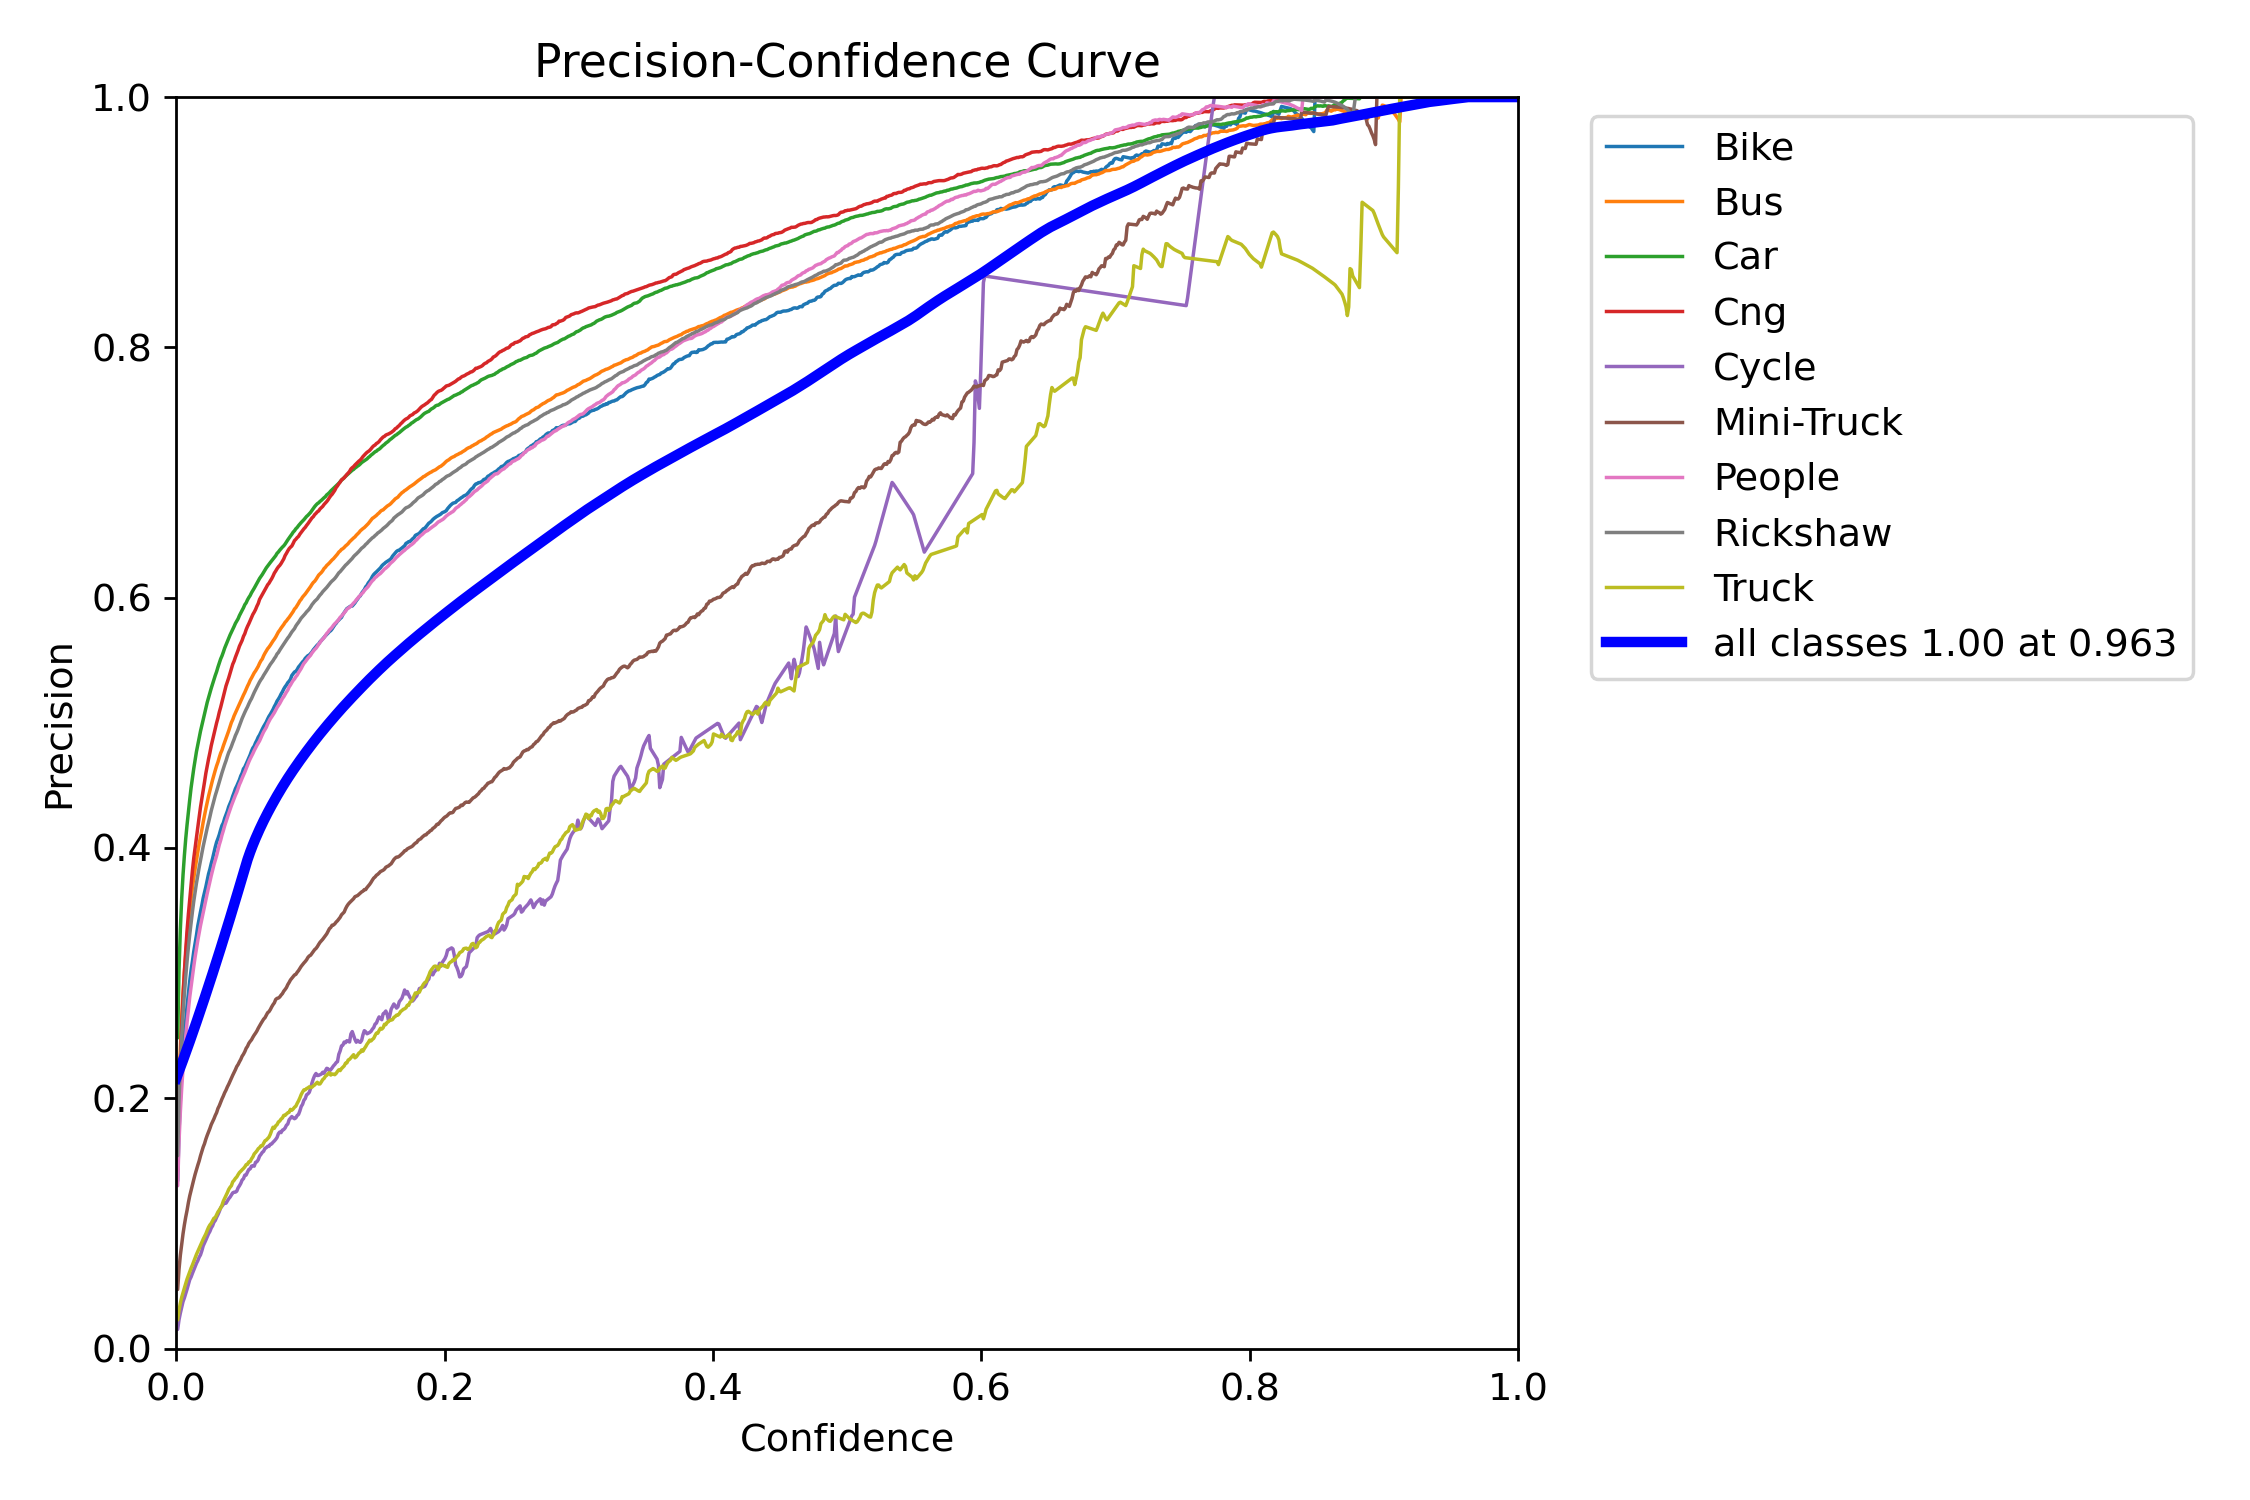 Precision-Confidence Curve
1.0
0.8
0.6
0.4
0.2
0.0
Precision
0.0 0.2 0.4 0.6 0.8 1.0
Confidence
Bike
Bus
Car
Cng
Cycle
Mini-Truck
People
Rickshaw
Truck
all classes 1.00 at 0.963